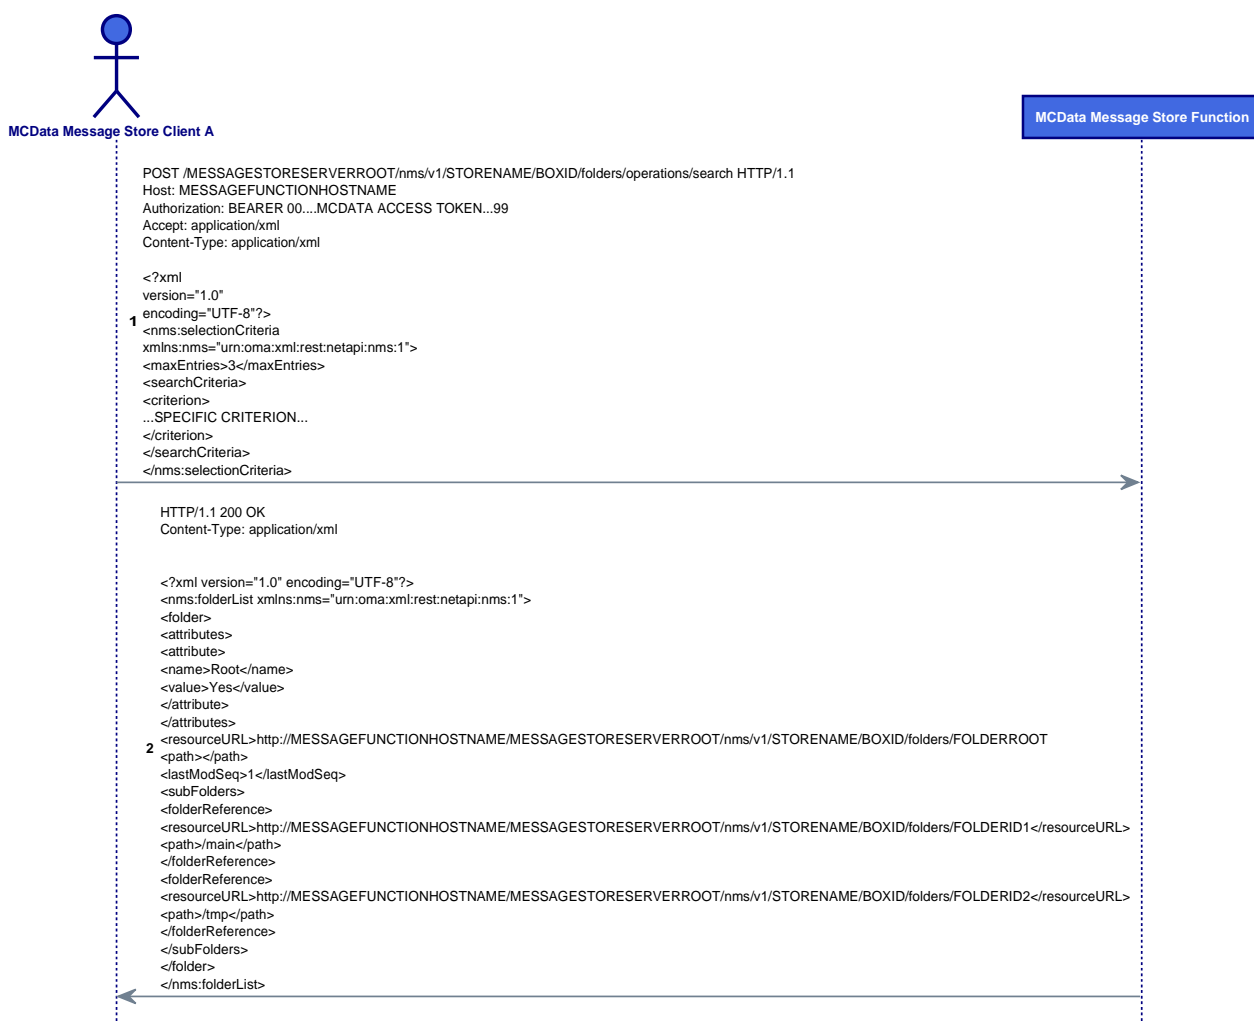 MCData Message Store Client A
MCData Message Store Function
POST /MESSAGESTORESERVERROOT/nms/v1/STORENAME/BOXID/folders/operations/search HTTP/1.1
Host: MESSAGEFUNCTIONHOSTNAME
Authorization: BEARER 00....MCDATA ACCESS TOKEN...99
Accept: application/xml
Content-Type: application/xml
<?xml
version="1.0"
encoding="UTF-8"?>
1
<nms:selectionCriteria
xmlns:nms="urn:oma:xml:rest:netapi:nms:1">
<maxEntries>3</maxEntries>
<searchCriteria>
<criterion>
...SPECIFIC CRITERION...
</criterion>
</searchCriteria>
</nms:selectionCriteria>
HTTP/1.1 200 OK
Content-Type: application/xml
<?xml version="1.0" encoding="UTF-8"?>
<nms:folderList xmlns:nms="urn:oma:xml:rest:netapi:nms:1">
<folder>
<attributes>
<attribute>
<name>Root</name>
<value>Yes</value>
</attribute>
</attributes>
<resourceURL>http://MESSAGEFUNCTIONHOSTNAME/MESSAGESTORESERVERROOT/nms/v1/STORENAME/BOXID/folders/FOLDERROOT
2
<path></path>
<lastModSeq>1</lastModSeq>
<subFolders>
<folderReference>
<resourceURL>http://MESSAGEFUNCTIONHOSTNAME/MESSAGESTORESERVERROOT/nms/v1/STORENAME/BOXID/folders/FOLDERID1</resourceURL>
<path>/main</path>
</folderReference>
<folderReference>
<resourceURL>http://MESSAGEFUNCTIONHOSTNAME/MESSAGESTORESERVERROOT/nms/v1/STORENAME/BOXID/folders/FOLDERID2</resourceURL>
<path>/tmp</path>
</folderReference>
</subFolders>
</folder>
</nms:folderList>